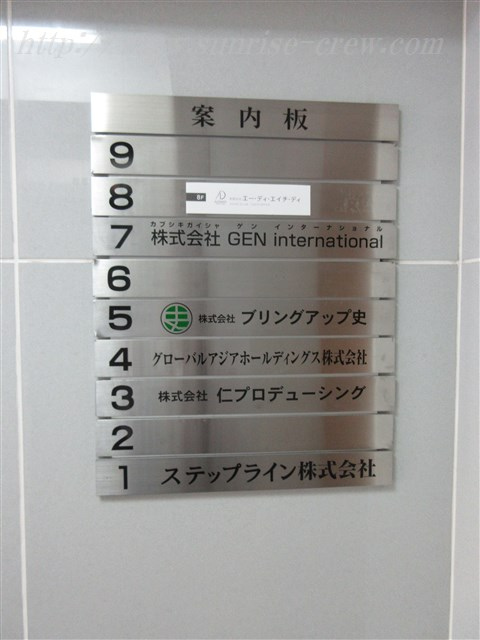 sunrise-crew.com
案内板
9
8 8F エー・ディ・エイチ・ディ
カブシキガイシャ ゲン インターナショナル
7 株式会社 GEN international
6
5 株式会社 ブリングアップ史
4 グローバルアジアホールディングス株式会社
3 株式会社 仁プロデューシング
2
1 ステップライン株式会社